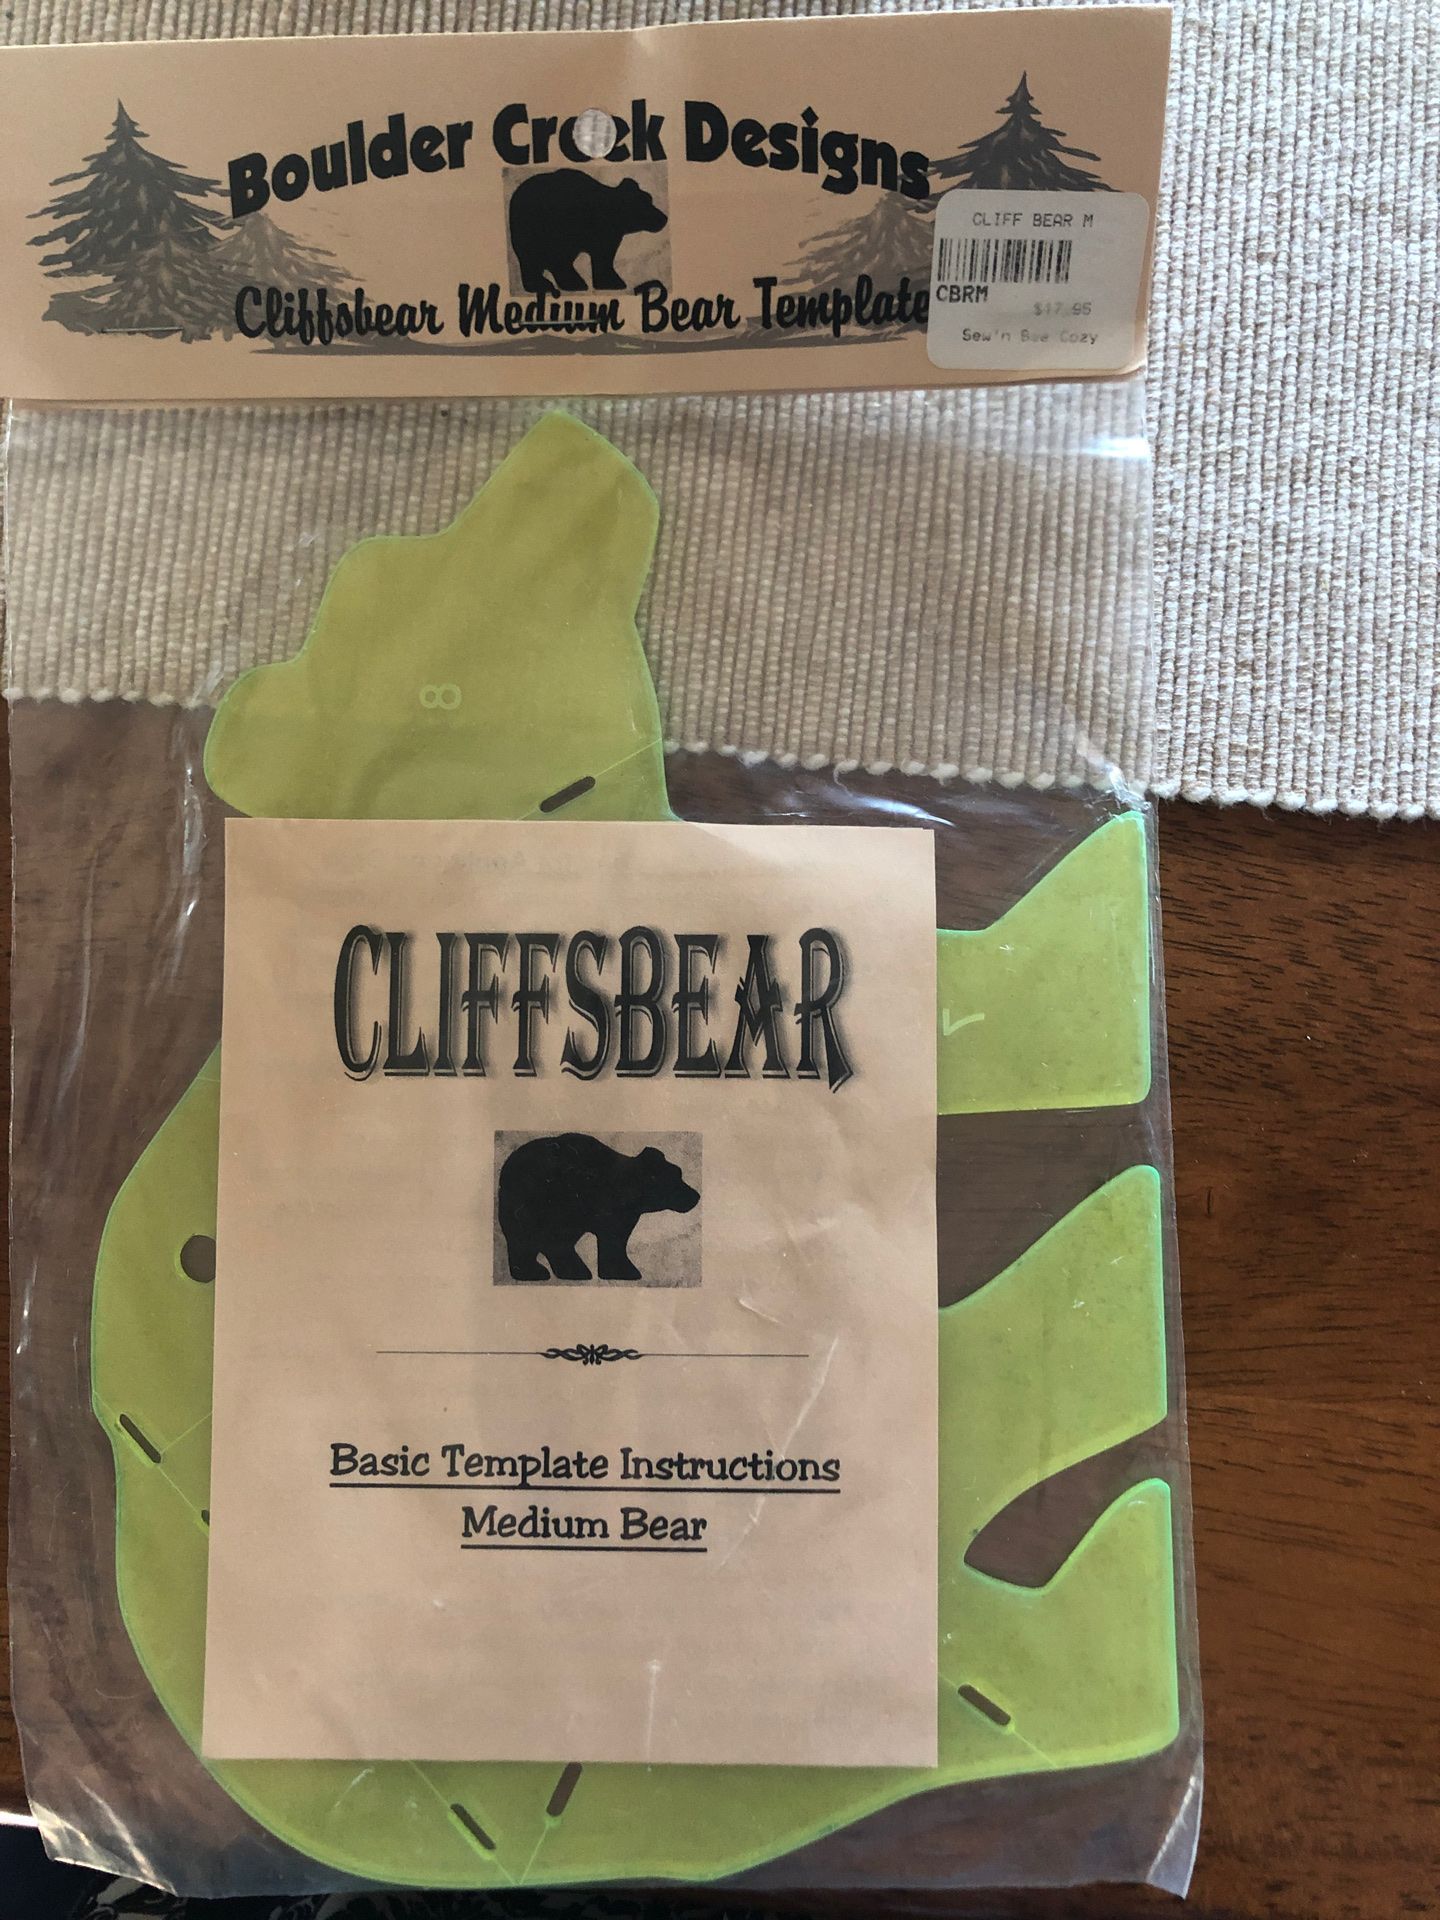 Boulder Creek Designs
Cliffsbear Medium Bear Template
CLIFF BEAR M
CBRM
$17.95
Sew'n Bee Cozy
8
CLIFFSBEAR
Basic Template Instructions
Medium Bear